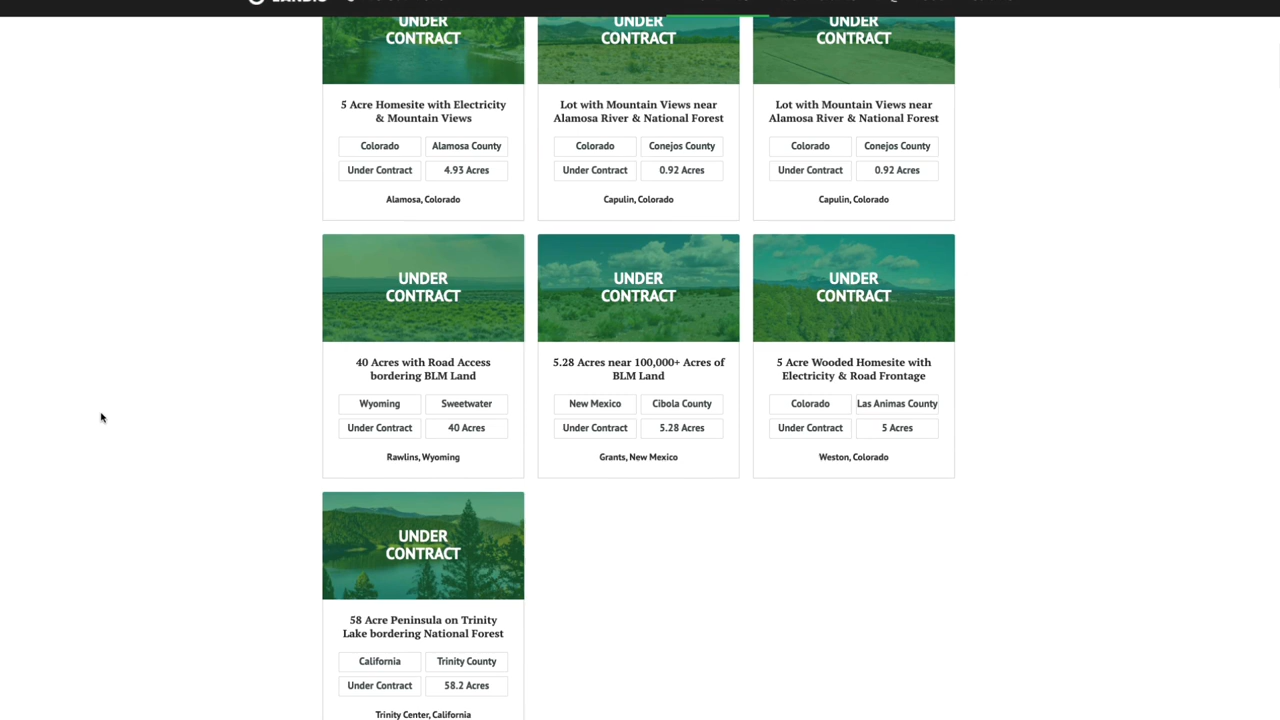 UNDER
CONTRACT
UNDER
CONTRACT
UNDER
CONTRACT
5 Acre Homesite with Electricity
& Mountain Views
Colorado
Alamosa County
Under Contract
4.93 Acres
Alamosa, Colorado
Lot with Mountain Views near
Alamosa River & National Forest
Colorado
Conejos County
Under Contract
0.92 Acres
Capulin, Colorado
Lot with Mountain Views near
Alamosa River & National Forest
Colorado
Conejos County
Under Contract
0.92 Acres
Capulin, Colorado
UNDER
CONTRACT
40 Acres with Road Access
bordering BLM Land
Wyoming
Sweetwater
Under Contract
40 Acres
Rawlins, Wyoming
UNDER
CONTRACT
5.28 Acres near 100,000+ Acres of
BLM Land
New Mexico
Cibola County
Under Contract
5.28 Acres
Grants, New Mexico
UNDER
CONTRACT
5 Acre Wooded Homesite with
Electricity & Road Frontage
Colorado
Las Animas County
Under Contract
5 Acres
Weston, Colorado
UNDER
CONTRACT
58 Acre Peninsula on Trinity
Lake bordering National Forest
California
Trinity County
Under Contract
58.2 Acres
Trinity Center, California